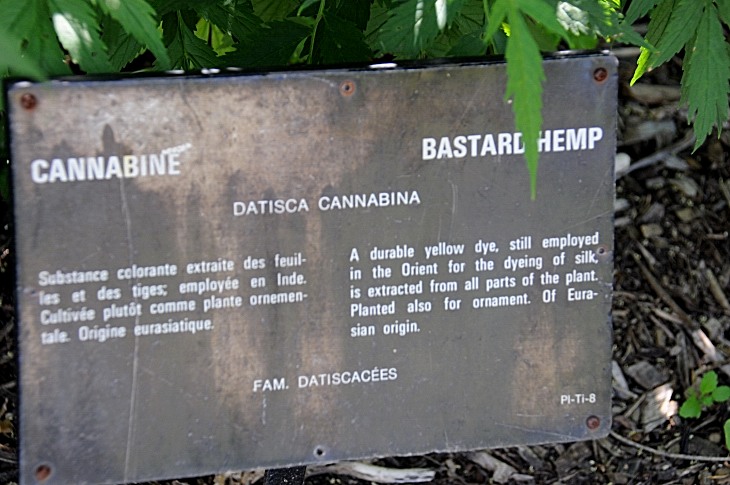 CANNABINE
BASTARD HEMP
DATISCA CANNABINA
Substance colorante extraite des feuil-
les et des tiges; employée en Inde.
Cultivée plutôt comme plante ornemen-
tale. Origine eurasiatique.
A durable yellow dye, still employed
in the Orient for the dyeing of silk,
is extracted from all parts of the plant.
Planted also for ornament. Of Eura-
sian origin.
FAM. DATISCACÉES
Pl-Ti-8